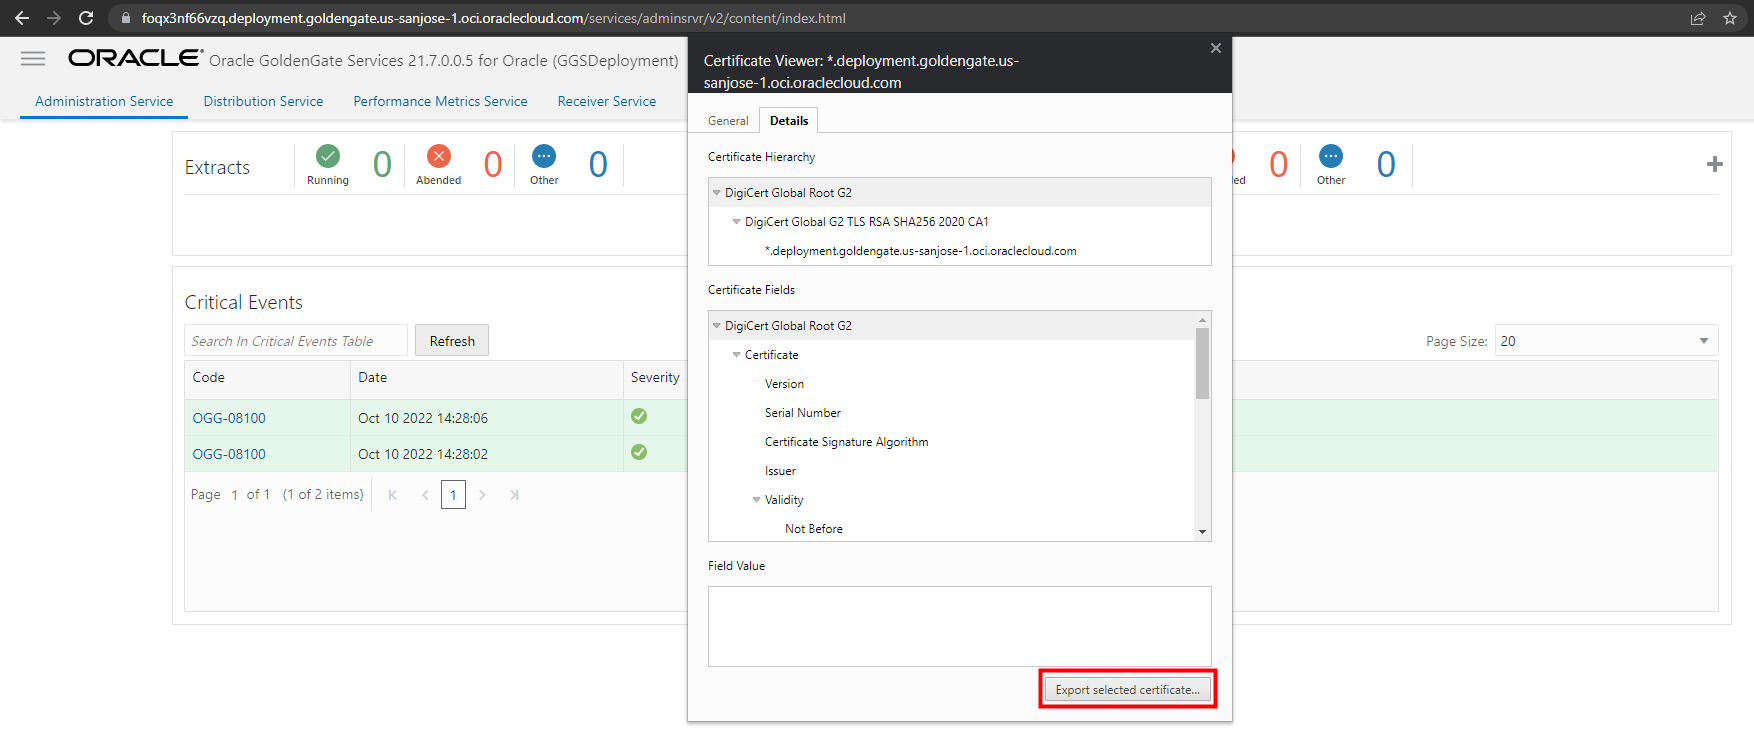 foqx3nf66vzq.deployment.goldengate.us-sanjose-1.oci.oraclecloud.com/services/adminsrvr/v2/content/index.html
ORACLE Oracle GoldenGate Services 21.7.0.0.5 for Oracle (GGSDeployment)
Administration Service Distribution Service Performance Metrics Service Receiver Service
Extracts
0 0 0
Running Abended Other
ed 0 Other 0
Critical Events
Search In Critical Events Table Refresh
Page Size: 20
Code Date Severity
OGG-08100 Oct 10 2022 14:28:06
OGG-08100 Oct 10 2022 14:28:02
Page 1 of 1 (1 of 2 items) 1
Certificate Viewer: *.deployment.goldengate.us-
sanjose-1.oci.oraclecloud.com
General Details
Certificate Hierarchy
DigiCert Global Root G2
DigiCert Global G2 TLS RSA SHA256 2020 CA1
*.deployment.goldengate.us-sanjose-1.oci.oraclecloud.com
Certificate Fields
DigiCert Global Root G2
Certificate
Version
Serial Number
Certificate Signature Algorithm
Issuer
Validity
Not Before
Field Value
Export selected certificate...